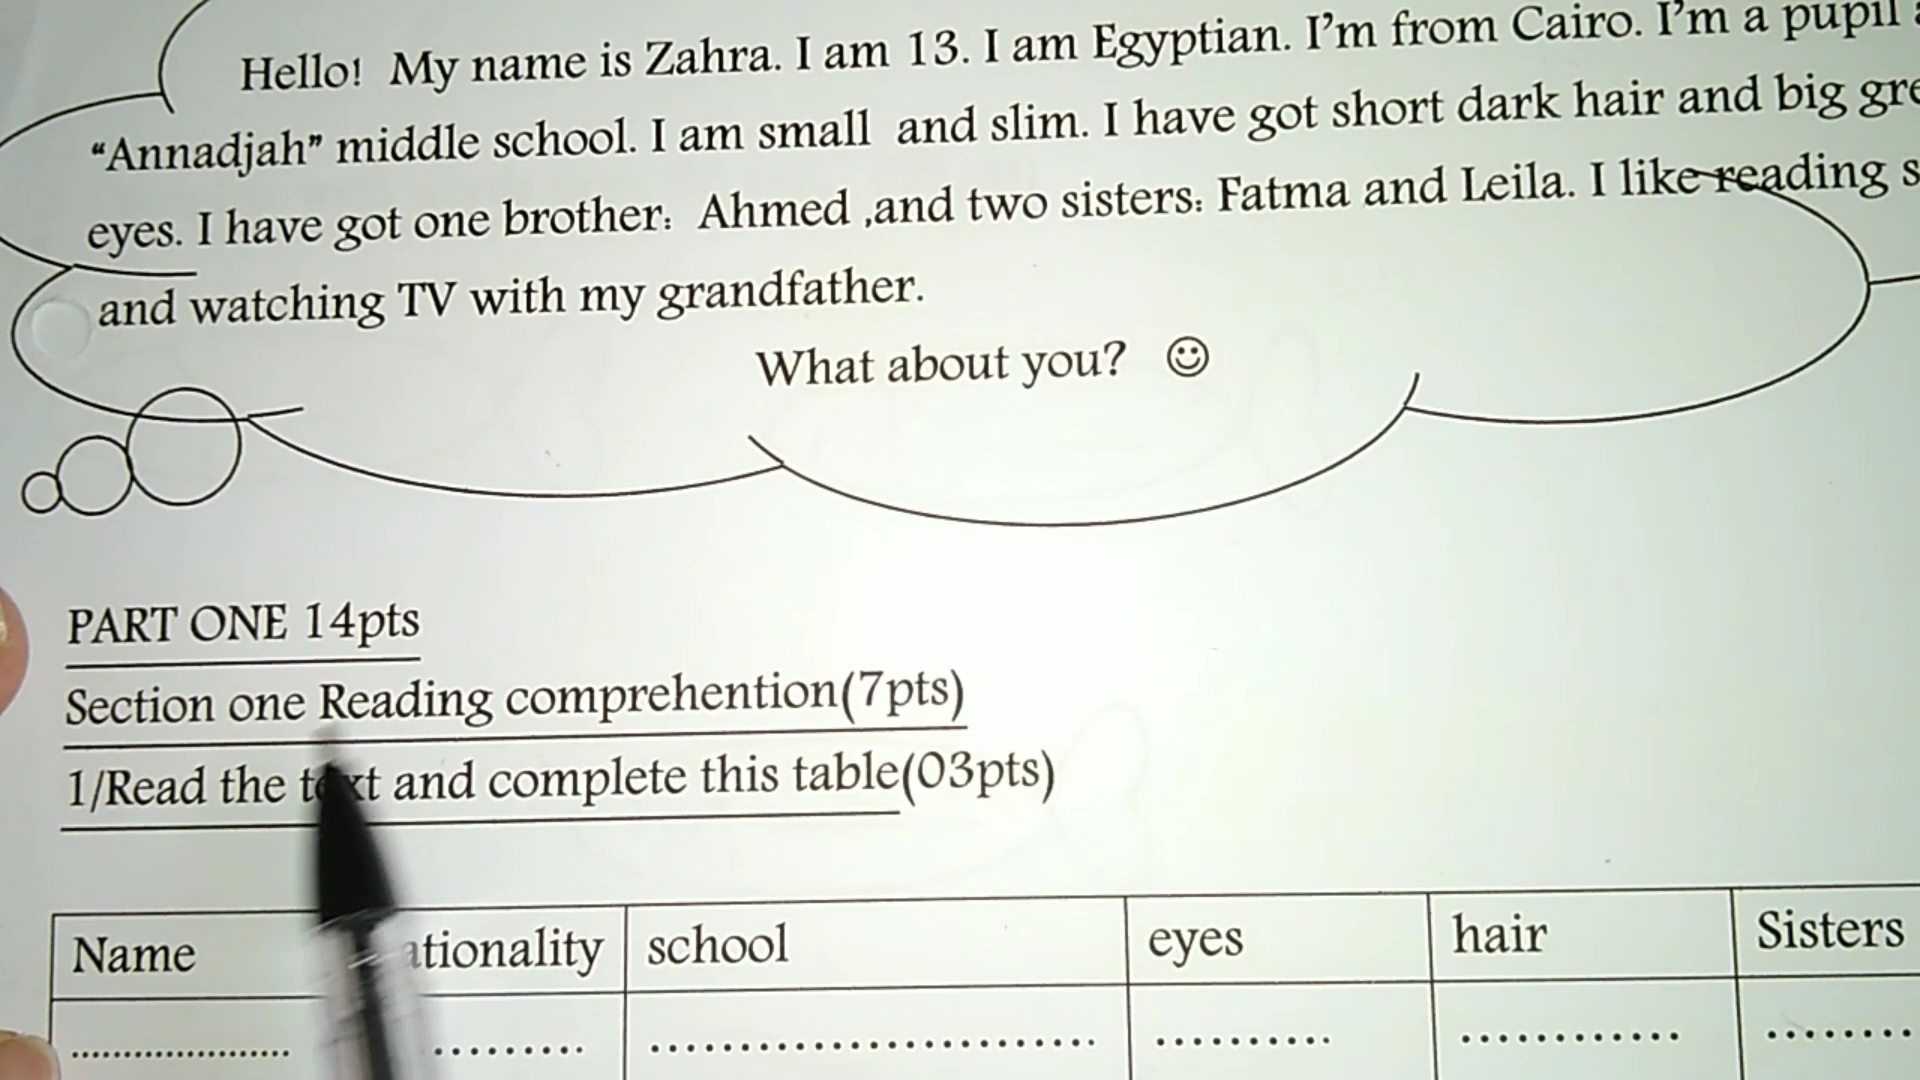 Hello! My name is Zahra. I am 13. I am Egyptian. I'm from Cairo. I'm a pupil
“Annadjah” middle school. I am small and slim. I have got short dark hair and big
eyes. I have got one brother: Ahmed ,and two sisters: Fatma and Leila. I like reading
and watching TV with my grandfather.
What about you? ☺
PART ONE 14pts
Section one Reading comprehention(7pts)
1/Read the text and complete this table(03pts)
Name ationality school eyes hair Sisters